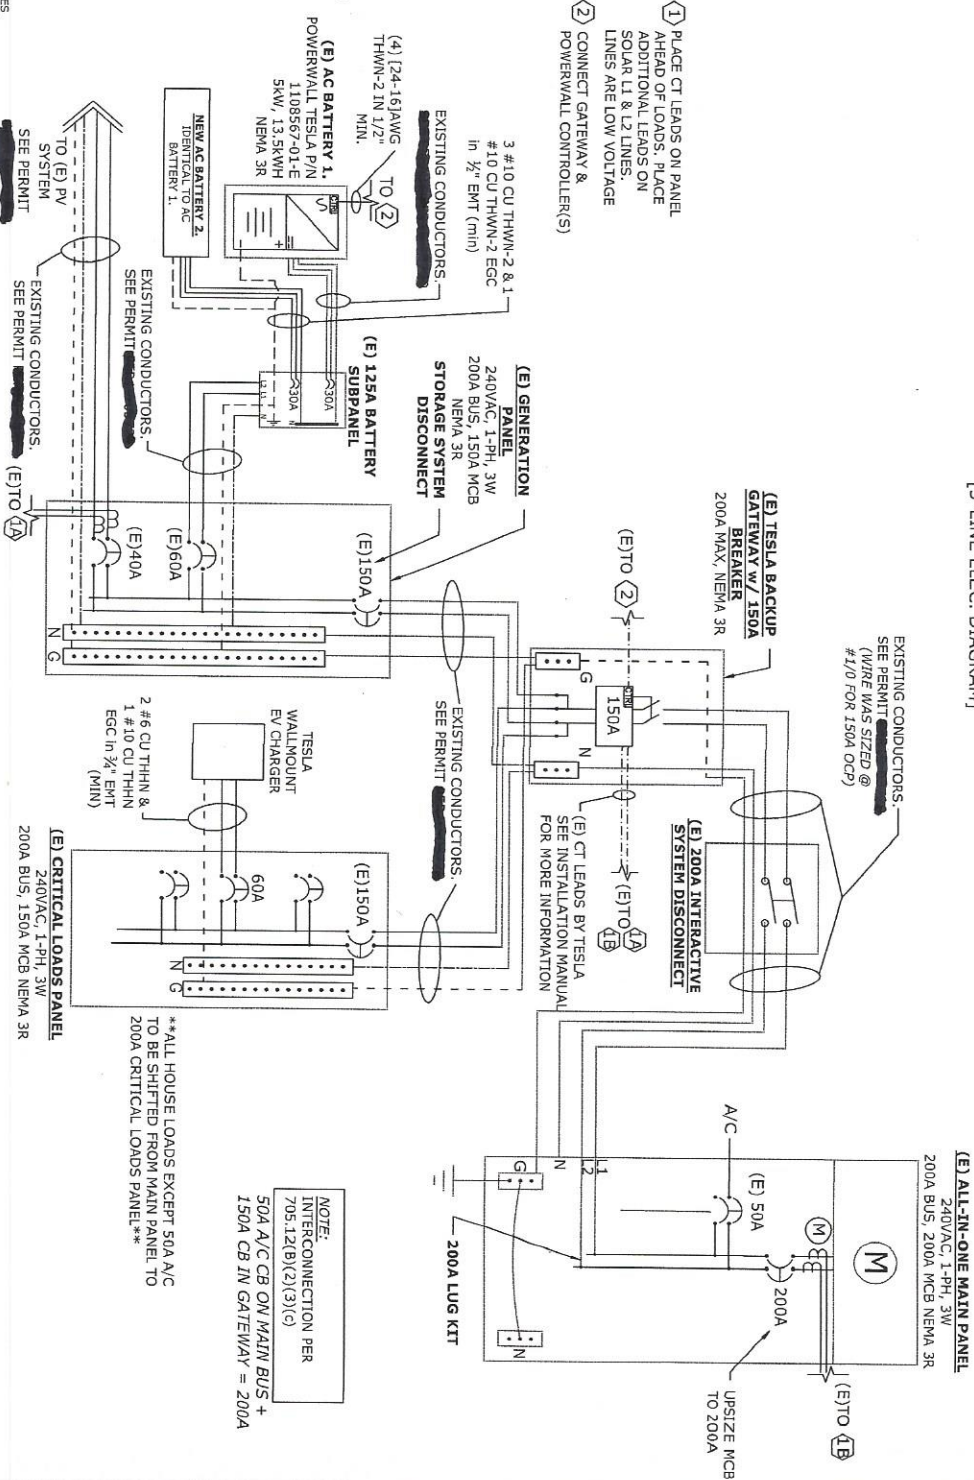 1 PLACE CT LEADS ON PANEL
AHEAD OF LOADS. PLACE
ADDITIONAL LEADS ON
SOLAR L1 & L2 LINES.
LINES ARE LOW VOLTAGE
2 CONNECT GATEWAY &
POWERWALL CONTROLLER(S)
3 #10 CU THWN-2 & 1
#10 CU THWN-2 EGC
in ½" EMT (min)
EXISTING CONDUCTORS.
(4) [24-16]AWG
THWN-2 IN 1/2"
MIN.
TO 2
(E) AC BATTERY 1.
POWERWALL TESLA P/N
1108567-01-E
5kW, 13.5kWH
NEMA 3R
CTRL
NEW AC BATTERY 2.
IDENTICAL TO AC
BATTERY 1.
TO (E) PV
SYSTEM
SEE PERMIT
EXISTING CONDUCTORS.
SEE PERMIT
EXISTING CONDUCTORS.
SEE PERMIT
(E)TO 1A
(E) 125A BATTERY
SUBPANEL
30A
30A
L2
L1
N
N
(E) GENERATION
PANEL
240VAC, 1-PH, 3W
200A BUS, 150A MCB
NEMA 3R
STORAGE SYSTEM
DISCONNECT
(E)150A
(E)60A
(E)40A
N
G
(E) TESLA BACKUP
GATEWAY w/ 150A
BREAKER
200A MAX, NEMA 3R
(E)TO 2
CTRL
150A
G
N
EXISTING CONDUCTORS.
SEE PERMIT
(WIRE WAS SIZED @
#1/0 FOR 150A OCP)
EXISTING CONDUCTORS.
SEE PERMIT
(E) CT LEADS BY TESLA
SEE INSTALLATION MANUAL
FOR MORE INFORMATION
(E)TO 1A
1B
(E) 200A INTERACTIVE
SYSTEM DISCONNECT
TESLA
WALLMOUNT
EV CHARGER
2 #6 CU THHN &
1 #10 CU THHN
EGC in ¾" EMT
(MIN)
(E)150A
60A
N
G
(E) CRITICAL LOADS PANEL
240VAC, 1-PH, 3W
200A BUS, 150A MCB NEMA 3R
**ALL HOUSE LOADS EXCEPT 50A A/C
TO BE SHIFTED FROM MAIN PANEL TO
200A CRITICAL LOADS PANEL**
(E) ALL-IN-ONE MAIN PANEL
240VAC, 1-PH, 3W
200A BUS, 200A MCB NEMA 3R
M
M
A/C
(E) 50A
200A
UPSIZE MCB
TO 200A
(E)TO 1B
L1
L2
N
G
N
200A LUG KIT
NOTE:
INTERCONNECTION PER
705.12(B)(2)(3)(c)
50A A/C CB ON MAIN BUS +
150A CB IN GATEWAY = 200A